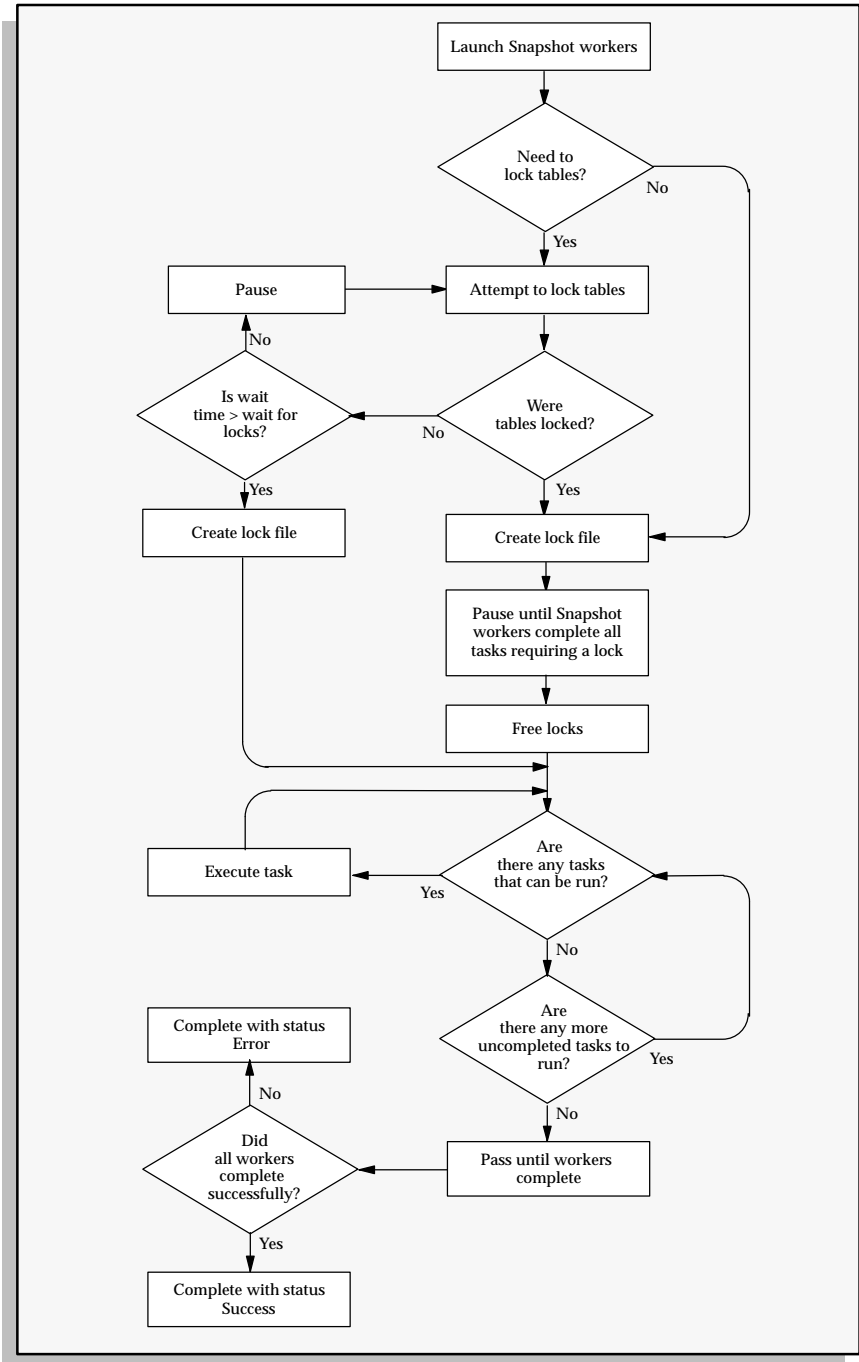 Launch Snapshot workers
Need to
lock tables?
No
Yes
Pause
Attempt to lock tables
No
Is wait
time > wait for
locks?
Were
tables locked?
No
Yes
Yes
Create lock file
Create lock file
Pause until Snapshot
workers complete all
tasks requiring a lock
Free locks
Are
there any tasks
that can be run?
Execute task
Yes
No
Are
there any more
uncompleted tasks to
run?
Yes
Complete with status
Error
No
No
Did
all workers
complete
successfully?
Pass until workers
complete
Yes
Complete with status
Success